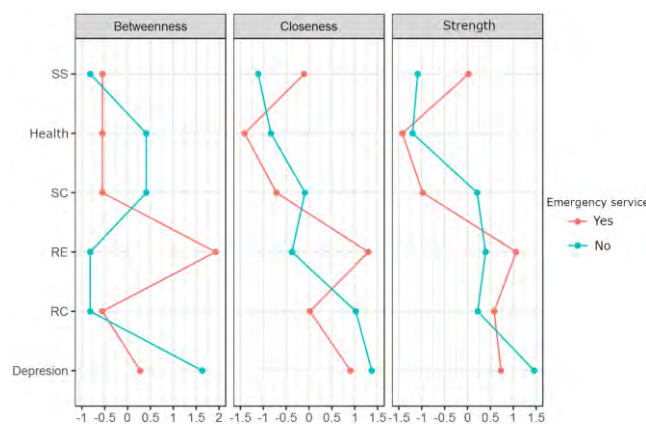 Betweenness Closeness Strength
SS
Health
SC
RE
RC
Depresion
-1 -0.5 0 0.5 1 1.5 2 -1.5 -1 -0.5 0 0.5 1 1.5 -1.5 -1 -0.5 0 0.5 1 1.5
Emergency service
Yes
No